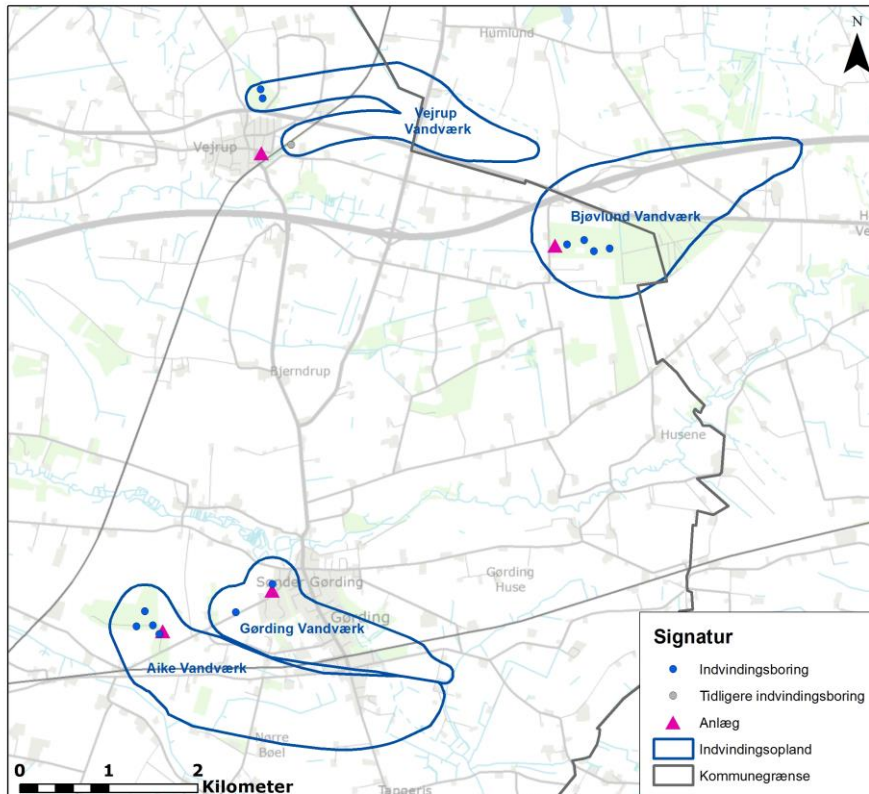 Humlund
N
Vejrup
Vandværk
Vejrup
Bjøvlund Vandværk
Bjerndrup
Husene
Sønder Gørding
Gørding
Huse
Gørding
Gørding Vandværk
Aike Vandværk
Nørre
Bøel
Signatur
Indvindingsboring
Tidligere indvindingsboring
Anlæg
Indvindingsopland
Kommunegrænse
0 1 2
Kilometer